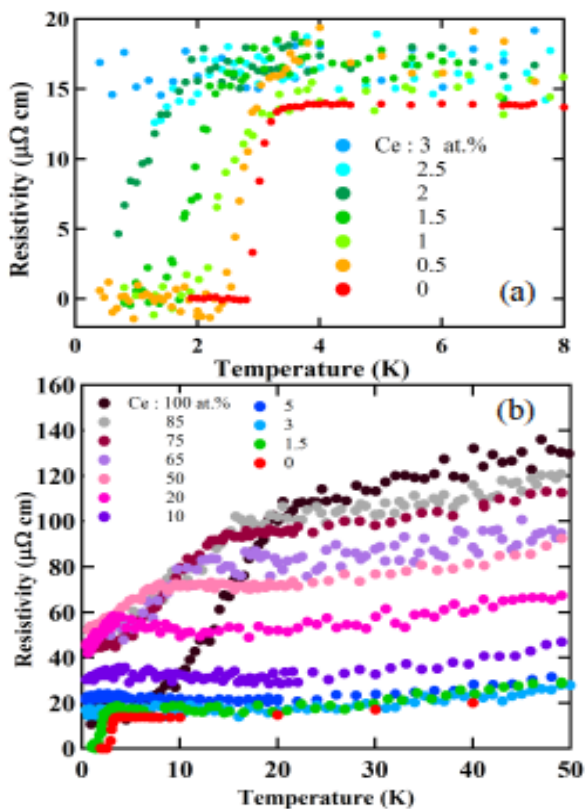 20
15
10
5
0
Resistivity (μΩ cm)
Ce : 3 at.%
2.5
2
1.5
1
0.5
0
(a)
0 2 4 6 8
Temperature (K)
160
140
120
100
80
60
40
20
0
Resistivity (μΩ cm)
Ce : 100 at.% 5
85 3
75 1.5
65 0
50
20
10
(b)
0 10 20 30 40 50
Temperature (K)